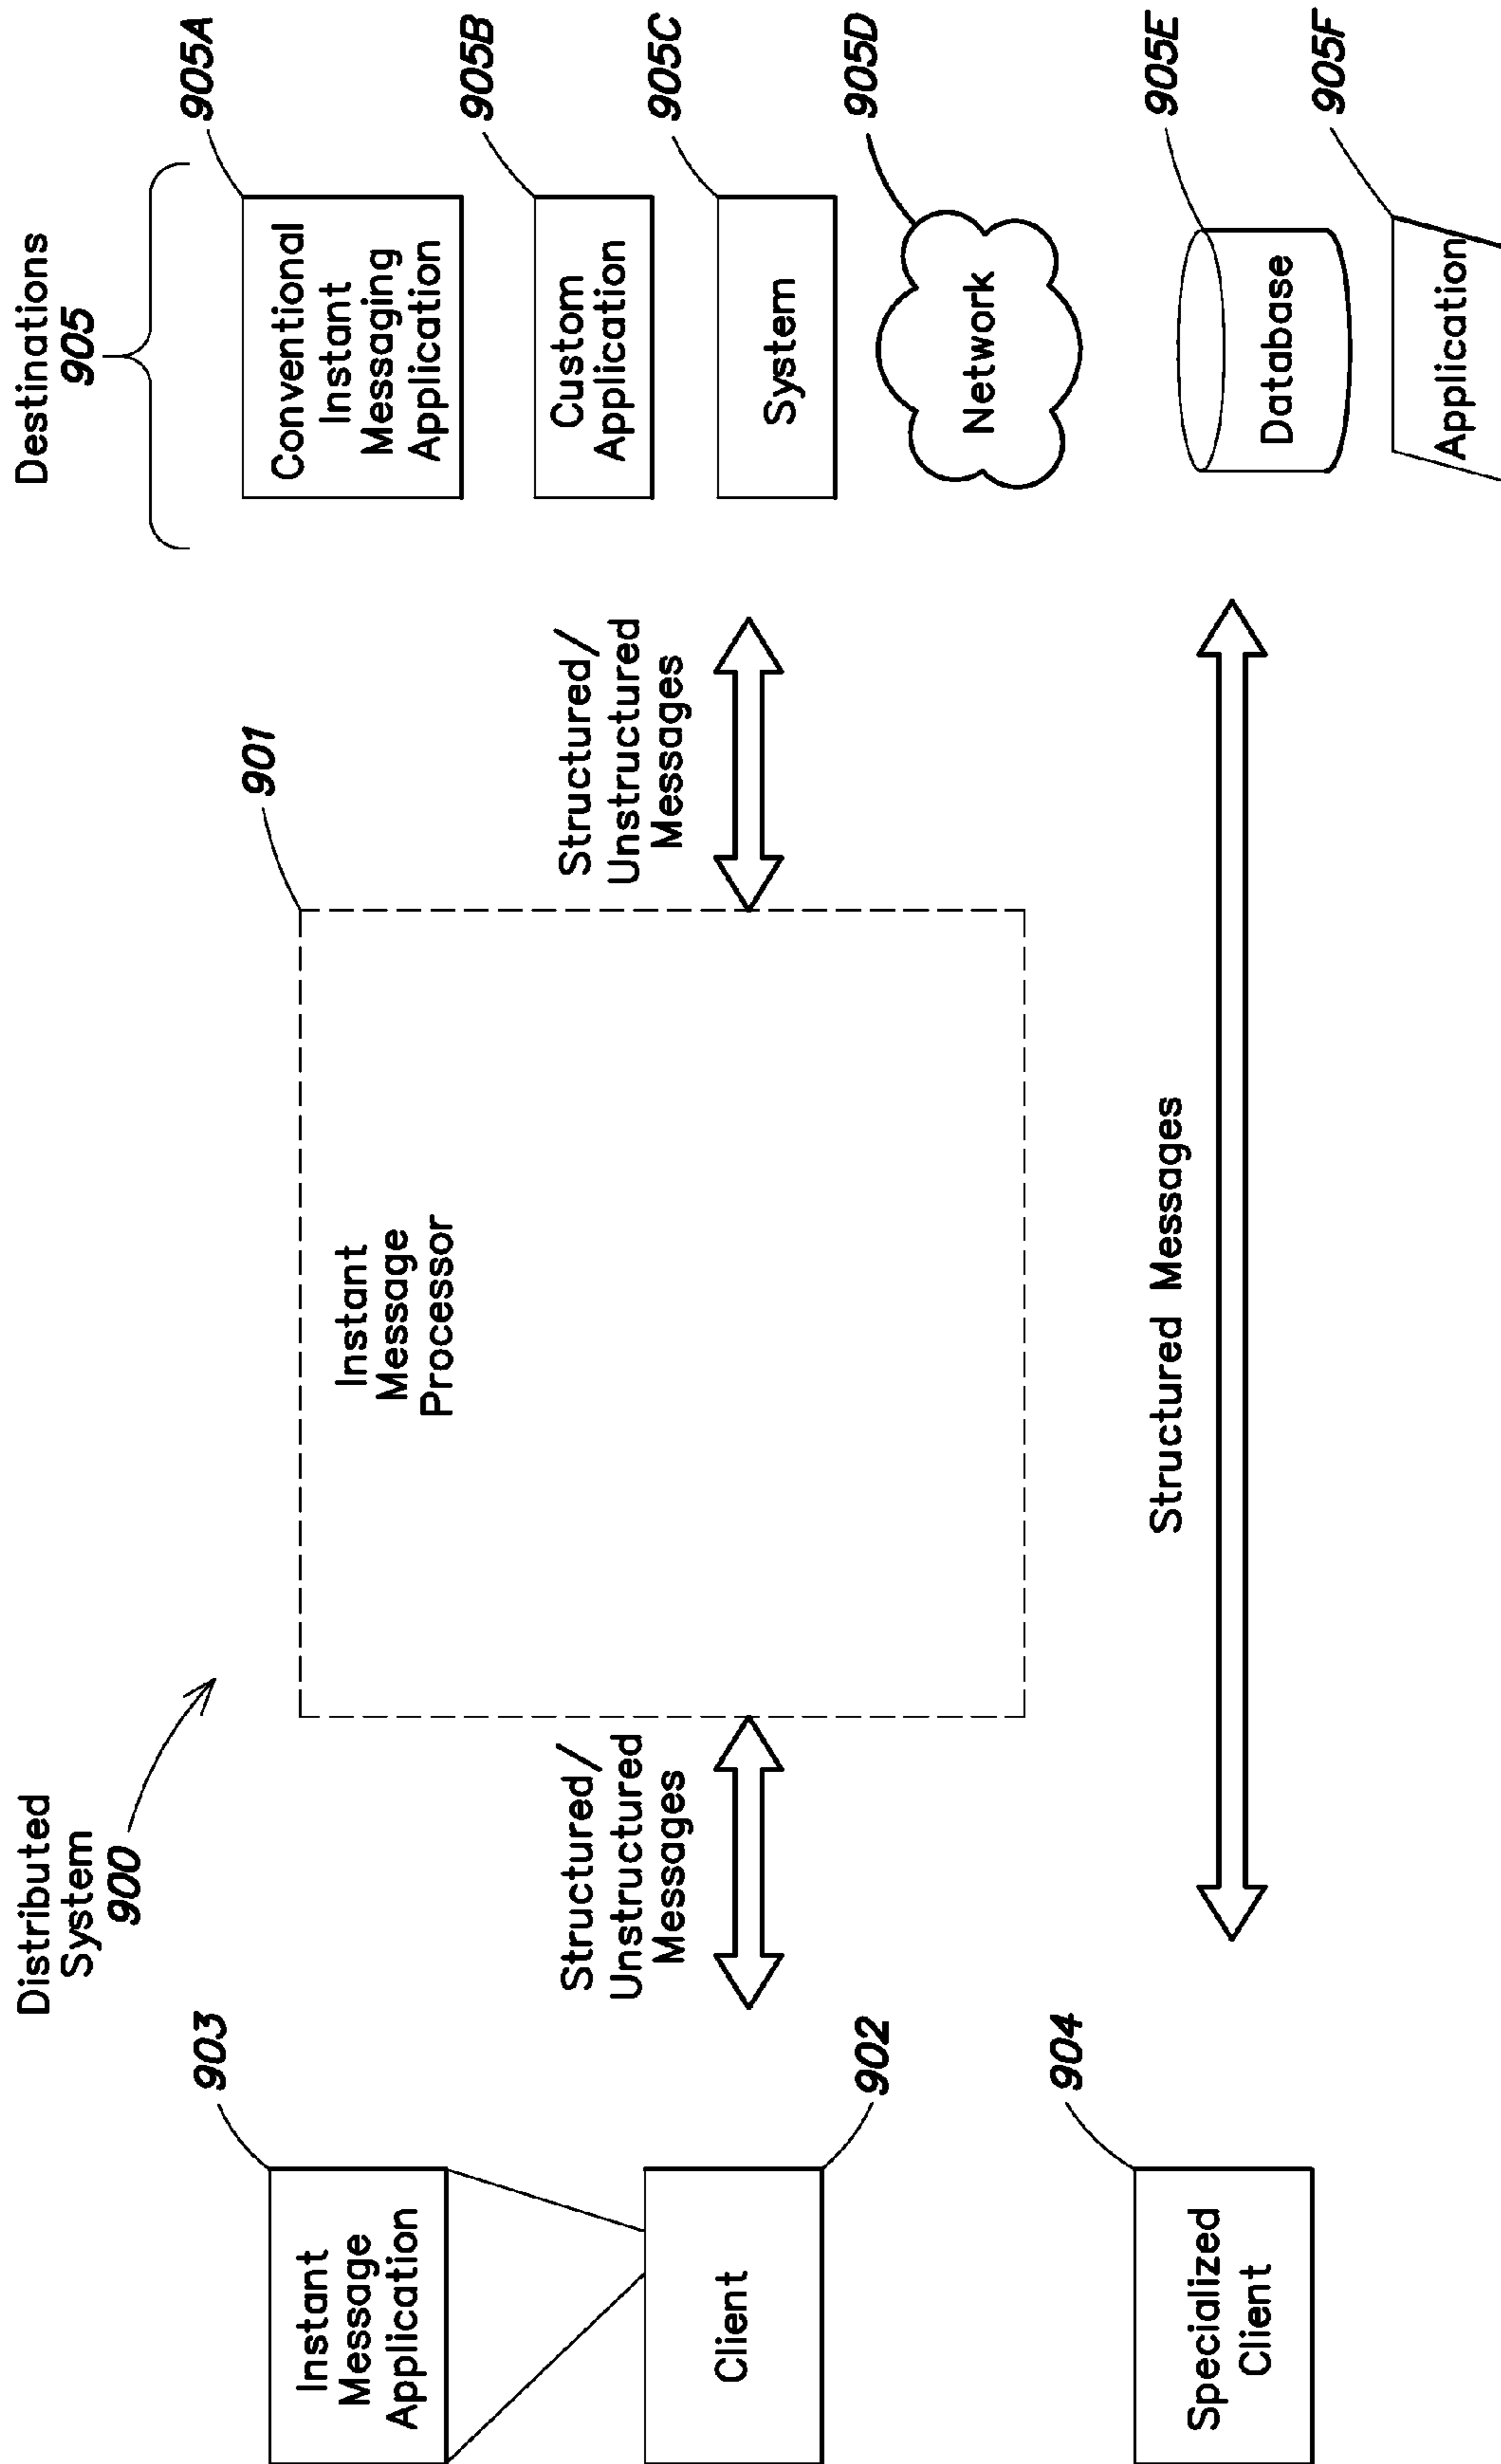 Distributed
System
900
Destinations
905
903
Instant
Message
Application
Client
902
904
Specialized
Client
Structured/
Unstructured
Messages
901
Instant
Message
Processor
Structured/
Unstructured
Messages
Structured Messages
905A
Conventional
Instant
Messaging
Application
905B
Custom
Application
905C
System
905D
Network
905E
Database
905F
Application